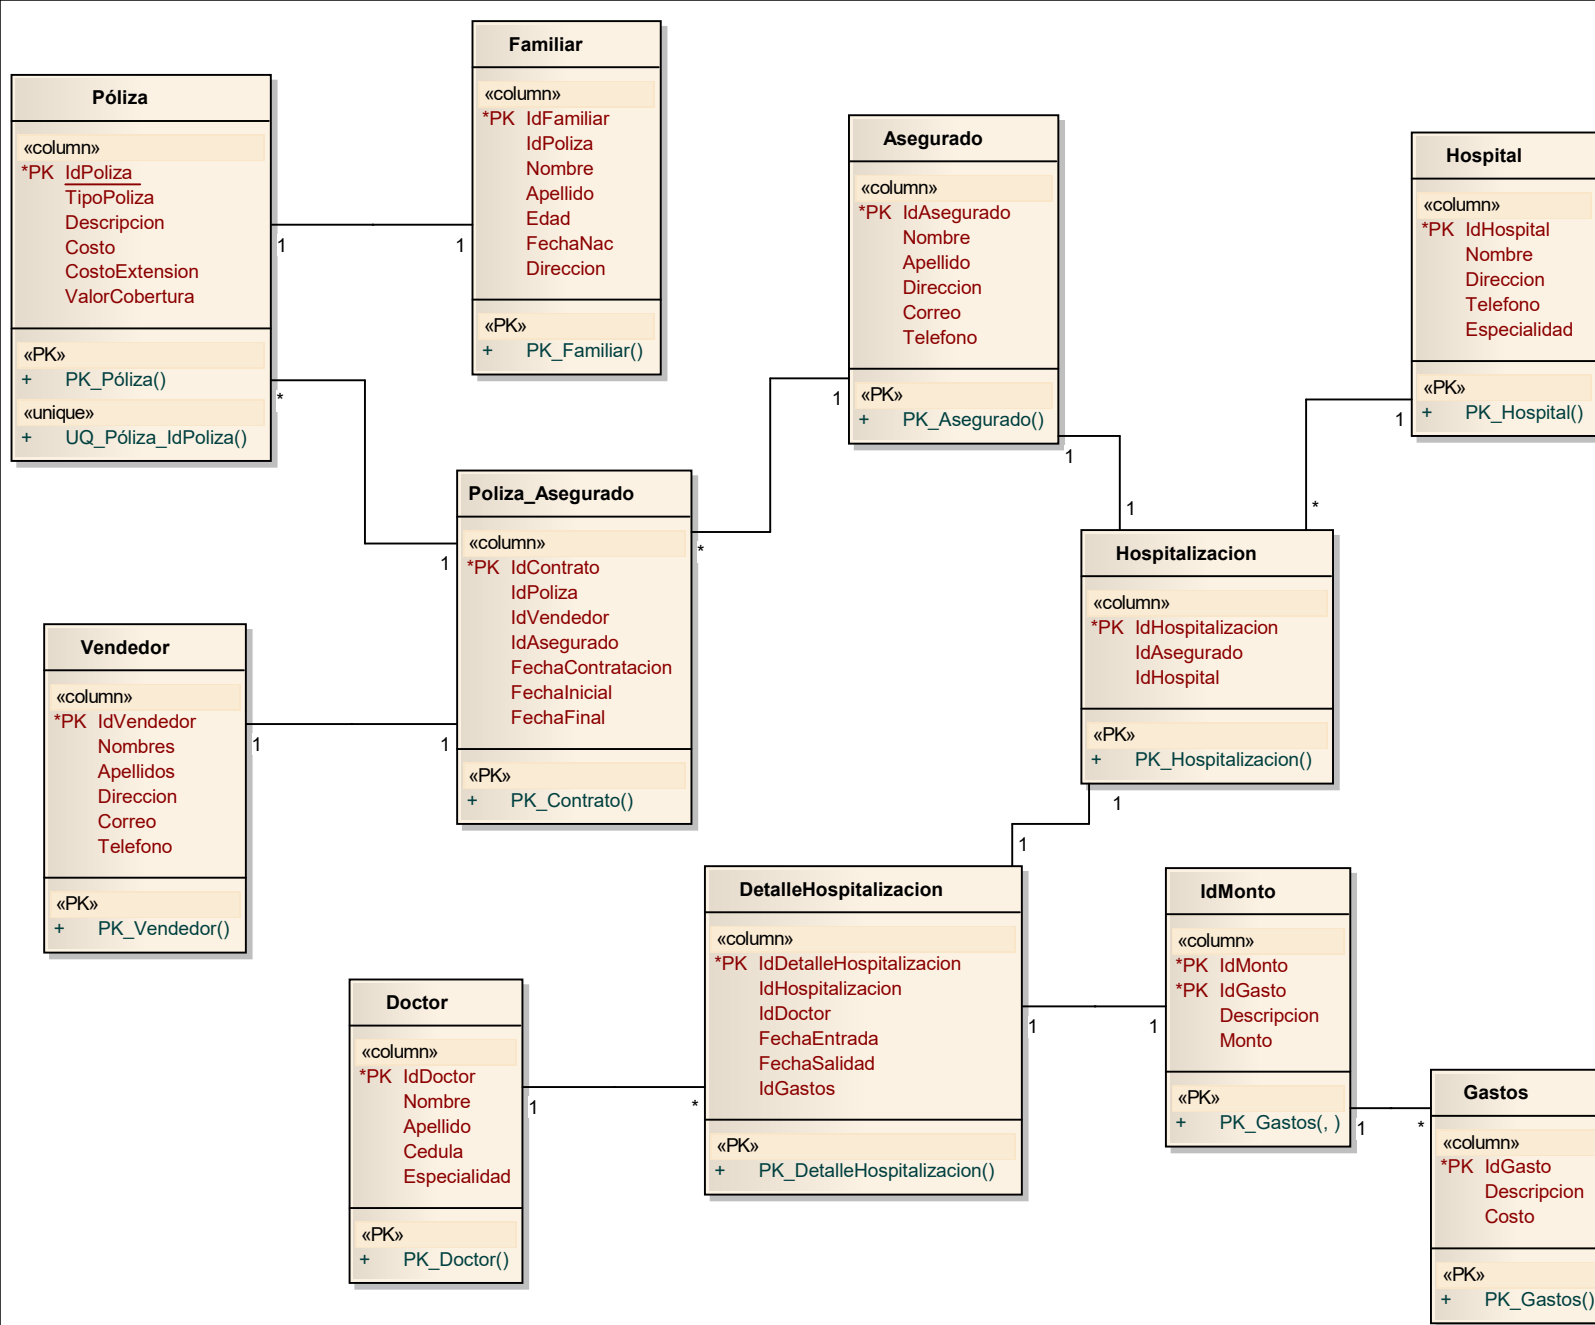 Póliza
«column»
*PK IdPoliza
TipoPoliza
Descripcion
Costo
CostoExtension
ValorCobertura
«PK»
+ PK_Póliza()
«unique»
+ UQ_Póliza_IdPoliza()
1
1
*
1
Familiar
«column»
*PK IdFamiliar
IdPoliza
Nombre
Apellido
Edad
FechaNac
Direccion
«PK»
+ PK_Familiar()
Asegurado
«column»
*PK IdAsegurado
Nombre
Apellido
Direccion
Correo
Telefono
«PK»
+ PK_Asegurado()
1
*
1
1
Hospital
«column»
*PK IdHospital
Nombre
Direccion
Telefono
Especialidad
«PK»
+ PK_Hospital()
1
*
Poliza_Asegurado
«column»
*PK IdContrato
IdPoliza
IdVendedor
IdAsegurado
FechaContratacion
FechaInicial
FechaFinal
«PK»
+ PK_Contrato()
Hospitalizacion
«column»
*PK IdHospitalizacion
IdAsegurado
IdHospital
«PK»
+ PK_Hospitalizacion()
1
1
Vendedor
«column»
*PK IdVendedor
Nombres
Apellidos
Direccion
Correo
Telefono
«PK»
+ PK_Vendedor()
1
1
DetalleHospitalizacion
«column»
*PK IdDetalleHospitalizacion
IdHospitalizacion
IdDoctor
FechaEntrada
FechaSalidad
IdGastos
«PK»
+ PK_DetalleHospitalizacion()
1
1
IdMonto
«column»
*PK IdMonto
*PK IdGasto
Descripcion
Monto
«PK»
+ PK_Gastos(, )
1
*
Doctor
«column»
*PK IdDoctor
Nombre
Apellido
Cedula
Especialidad
«PK»
+ PK_Doctor()
1
*
Gastos
«column»
*PK IdGasto
Descripcion
Costo
«PK»
+ PK_Gastos()